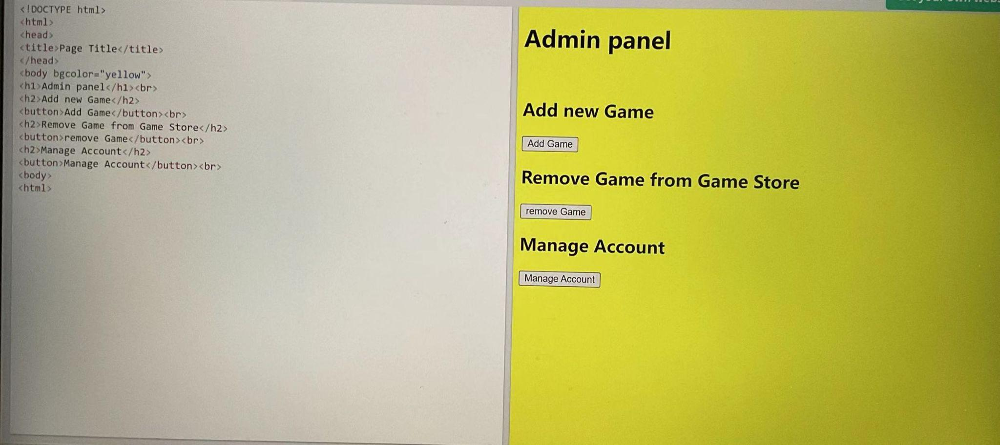 <!DOCTYPE html>
<html>
<head>
<title>Page Title</title>
</head>
<body bgcolor="yellow">
<h1>Admin panel</h1><br>
<h2>Add new Game</h2>
<button>Add Game</button><br>
<h2>Remove Game from Game Store</h2>
<button>remove Game</button><br>
<h2>Manage Account</h2>
<button>Manage Account</button><br>
<body>
<html>
Admin panel
Add new Game
Add Game
Remove Game from Game Store
remove Game
Manage Account
Manage Account